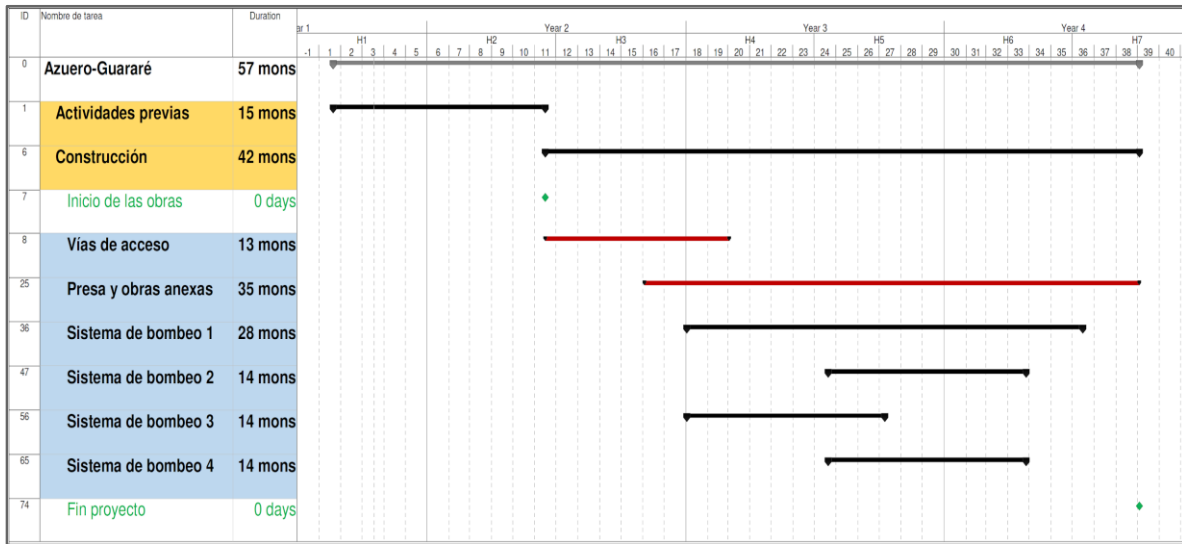 ID Nombre de tarea Duration
ar 1 Year 2 Year 3 Year 4
H1 H2 H3 H4 H5 H6 H7
-1 1 2 3 4 5 6 7 8 9 10 11 12 13 14 15 16 17 18 19 20 21 22 23 24 25 26 27 28 29 30 31 32 33 34 35 36 37 38 39 40
0 Azuero-Guararé 57 mons
1 Actividades previas 15 mons
6 Construcción 42 mons
7 Inicio de las obras 0 days
8 Vías de acceso 13 mons
25 Presa y obras anexas 35 mons
36 Sistema de bombeo 1 28 mons
47 Sistema de bombeo 2 14 mons
56 Sistema de bombeo 3 14 mons
65 Sistema de bombeo 4 14 mons
74 Fin proyecto 0 days